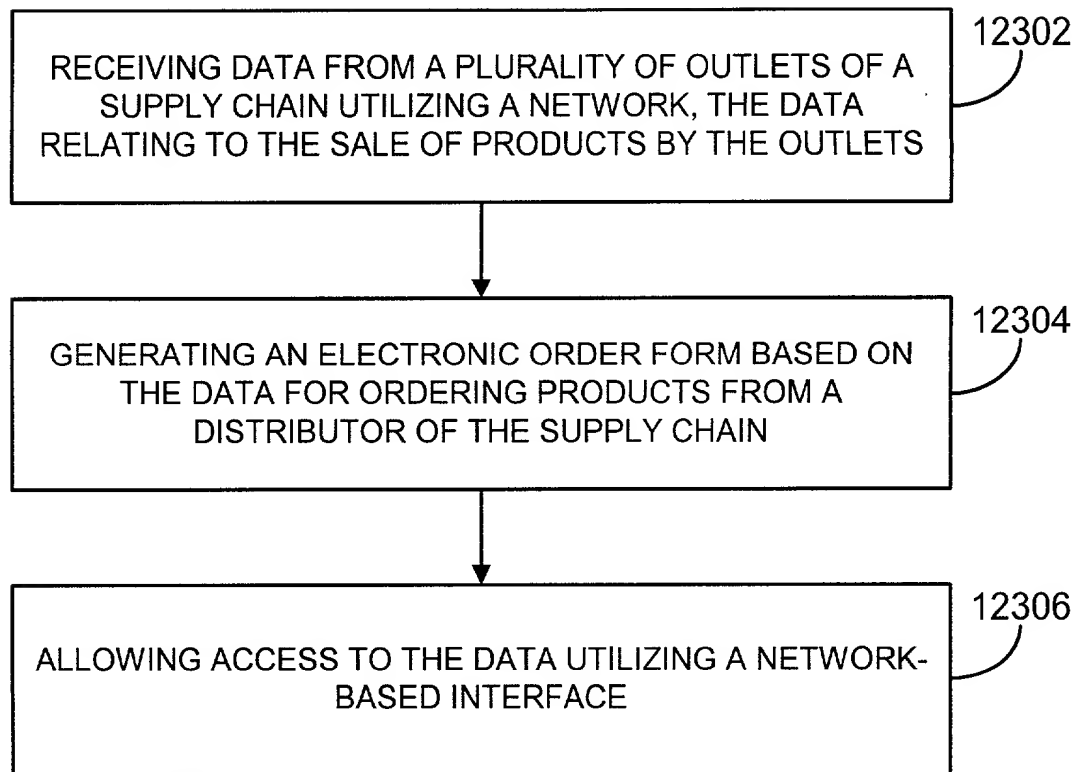 12302
RECEIVING DATA FROM A PLURALITY OF OUTLETS OF A
SUPPLY CHAIN UTILIZING A NETWORK, THE DATA
RELATING TO THE SALE OF PRODUCTS BY THE OUTLETS
12304
GENERATING AN ELECTRONIC ORDER FORM BASED ON
THE DATA FOR ORDERING PRODUCTS FROM A
DISTRIBUTOR OF THE SUPPLY CHAIN
12306
ALLOWING ACCESS TO THE DATA UTILIZING A NETWORK-
BASED INTERFACE